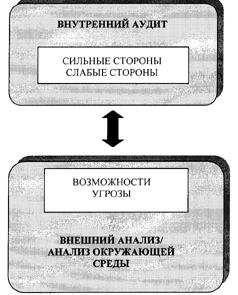 ВНУТРЕННИЙ АУДИТ
СИЛЬНЫЕ СТОРОНЫ
СЛАБЫЕ СТОРОНЫ
ВОЗМОЖНОСТИ
УГРОЗЫ
ВНЕШНИЙ АНАЛИЗ/
АНАЛИЗ ОКРУЖАЮЩЕЙ
СРЕДЫ